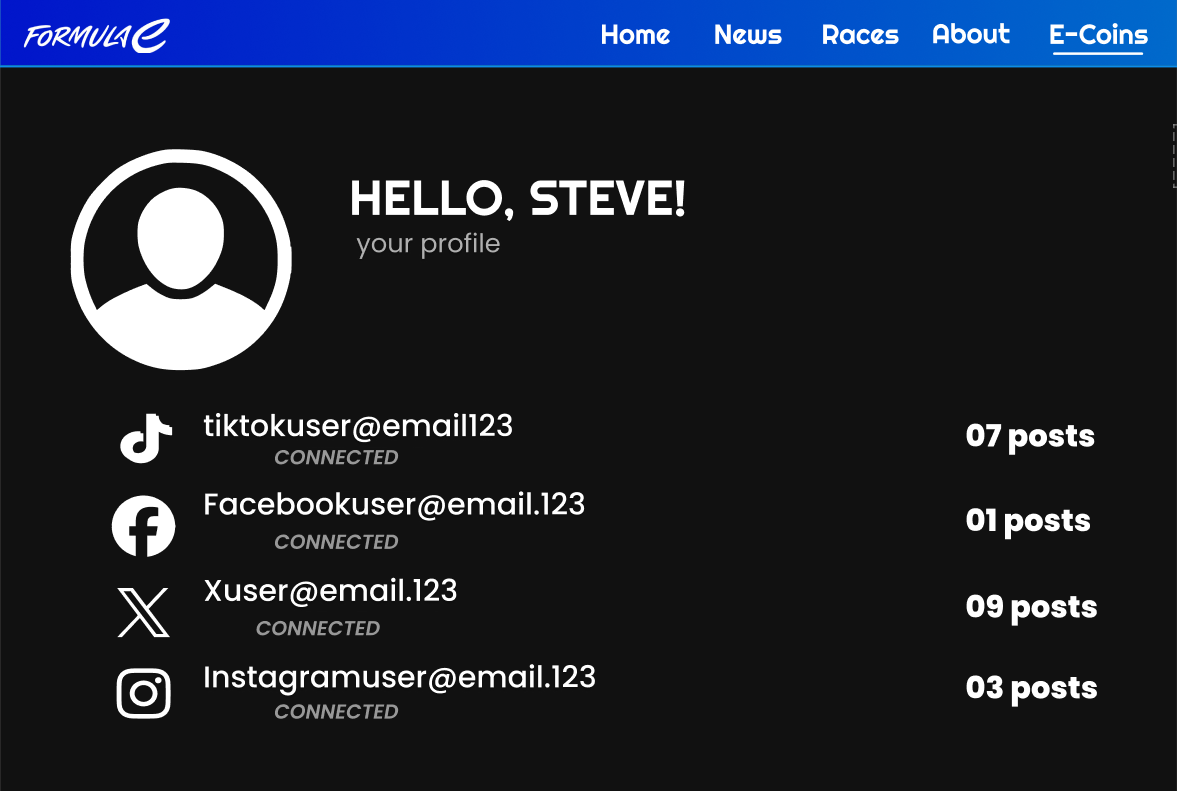 FORMULA E Home News Races About E-Coins
HELLO, STEVE!
your profile
tiktokuser@email123
CONNECTED
07 posts
Facebookuser@email.123
CONNECTED
01 posts
Xuser@email.123
CONNECTED
09 posts
Instagramuser@email.123
CONNECTED
03 posts